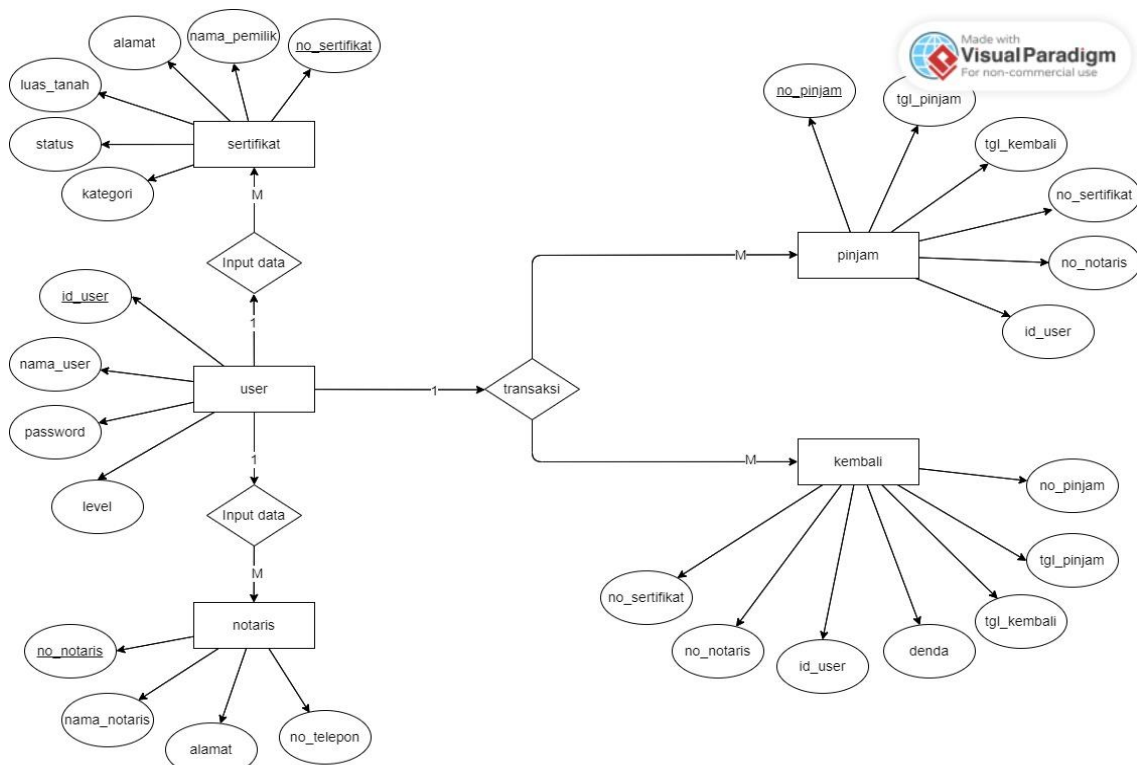 Made with
Visual Paradigm
For non-commercial use
alamat
nama_pemilik
no_sertifikat
luas_tanah
status
sertifikat
kategori
M
Input data
1
id_user
nama_user
user
password
level
1
Input data
M
notaris
no_notaris
nama_notaris
alamat
no_telepon
1
transaksi
M
M
no_pinjam
tgl_pinjam
tgl_kembali
no_sertifikat
pinjam
no_notaris
id_user
kembali
no_pinjam
tgl_pinjam
tgl_kembali
denda
id_user
no_notaris
no_sertifikat